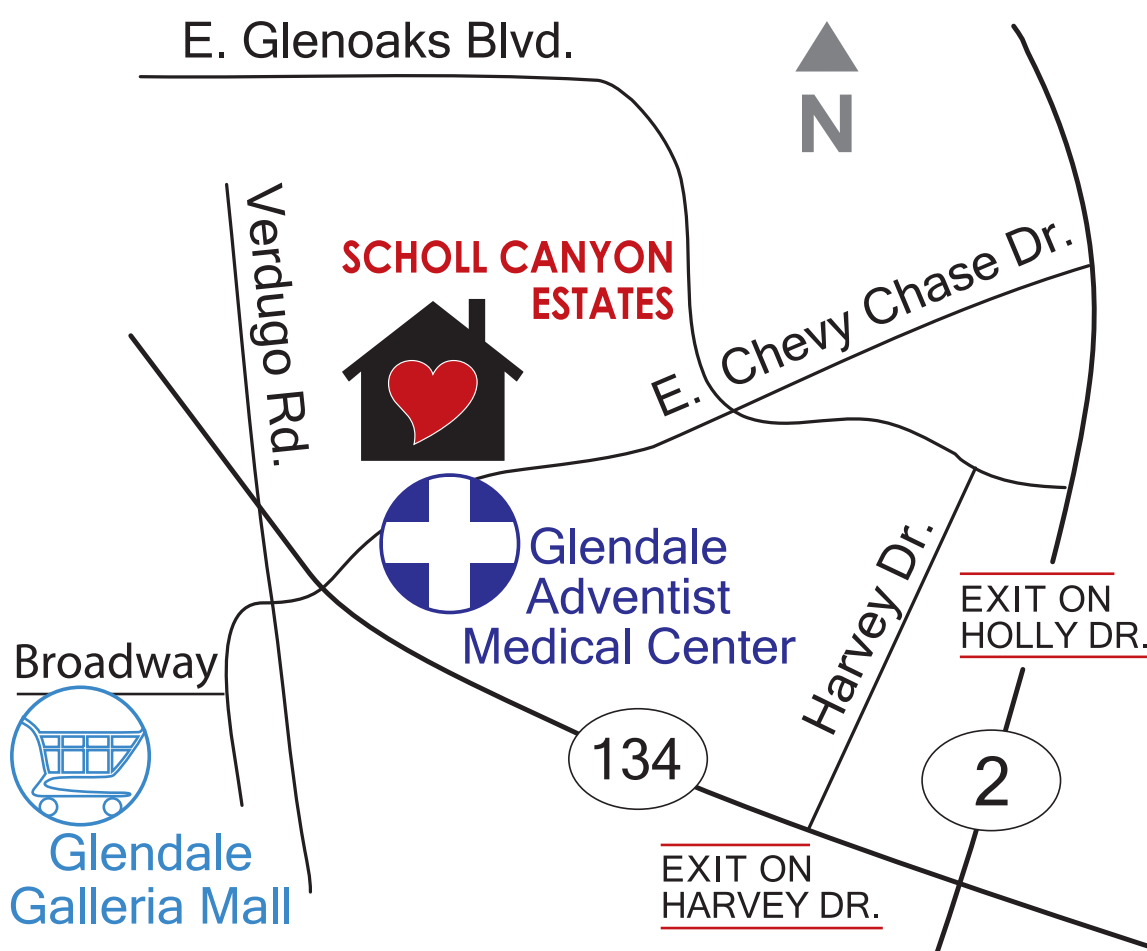 E. Glenoaks Blvd.
N
Verdugo Rd.
SCHOLL CANYON
ESTATES
E. Chevy Chase Dr.
Glendale
Adventist
Medical Center
Harvey Dr.
EXIT ON
HOLLY DR.
Broadway
134
2
Glendale
Galleria Mall
EXIT ON
HARVEY DR.